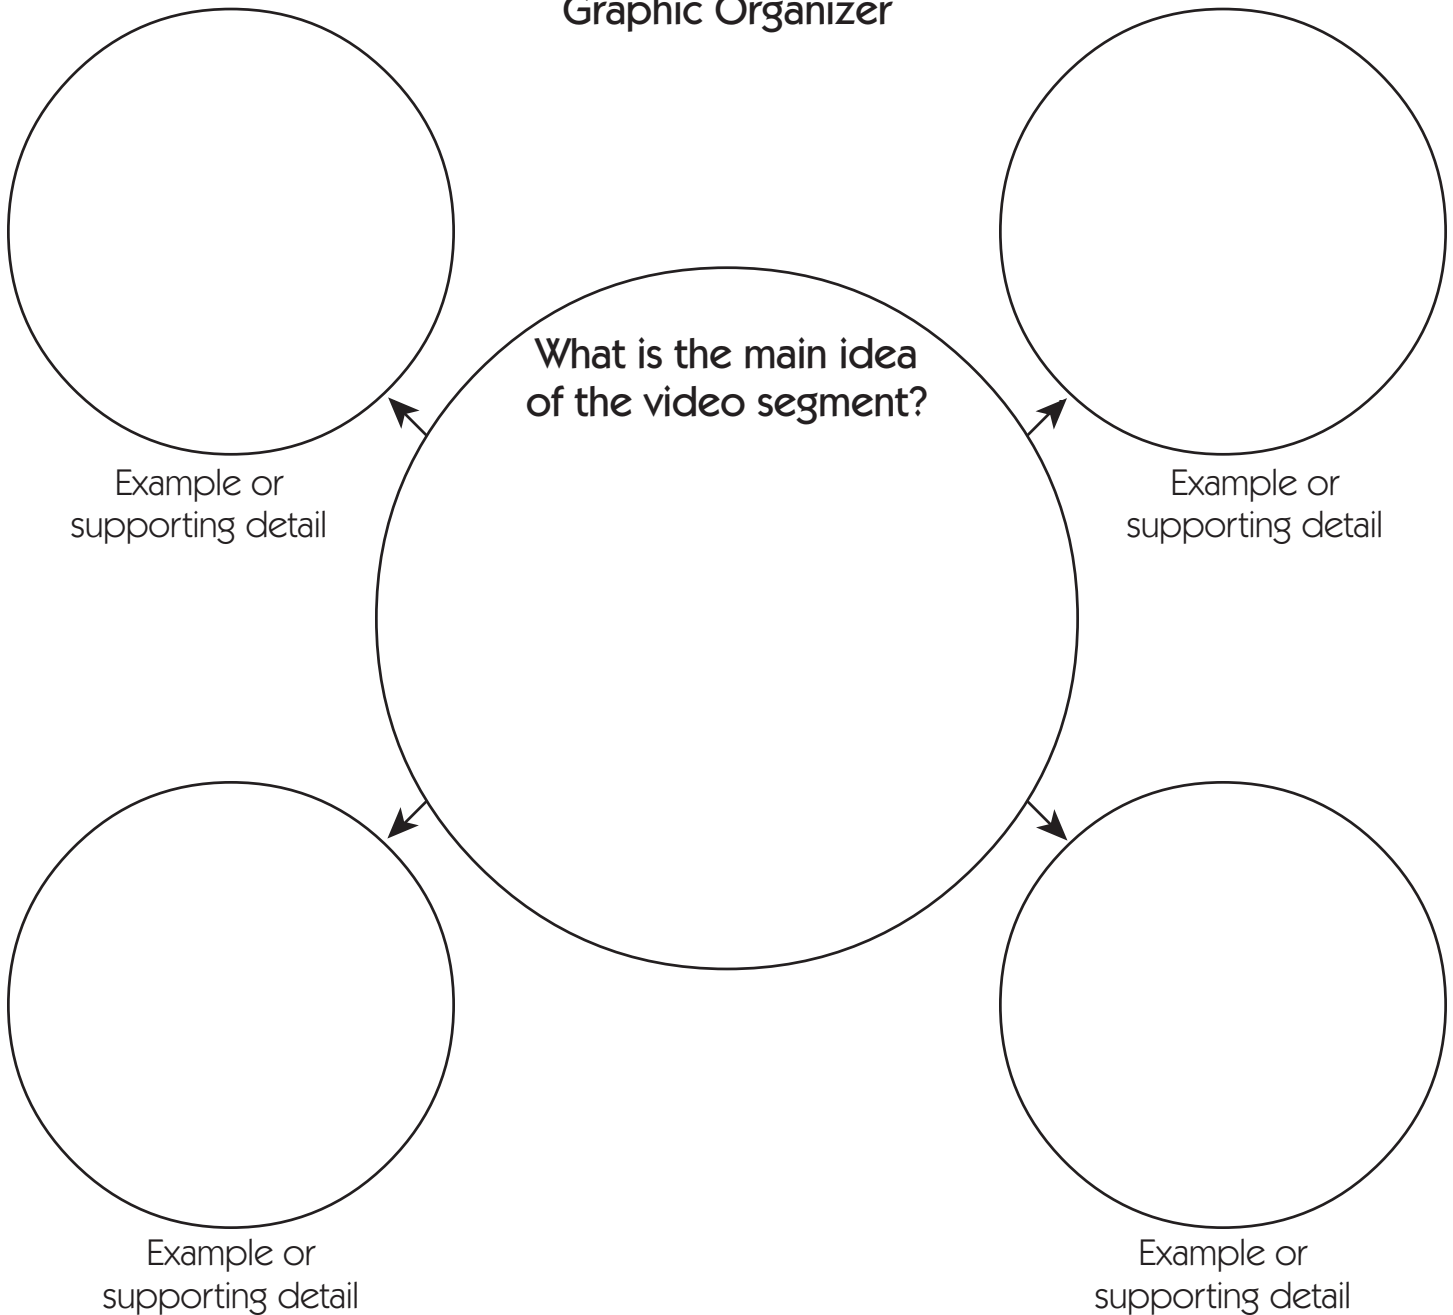 Graphic Organizer
What is the main idea
of the video segment?
Example or
supporting detail
Example or
supporting detail
Example or
supporting detail
Example or
supporting detail